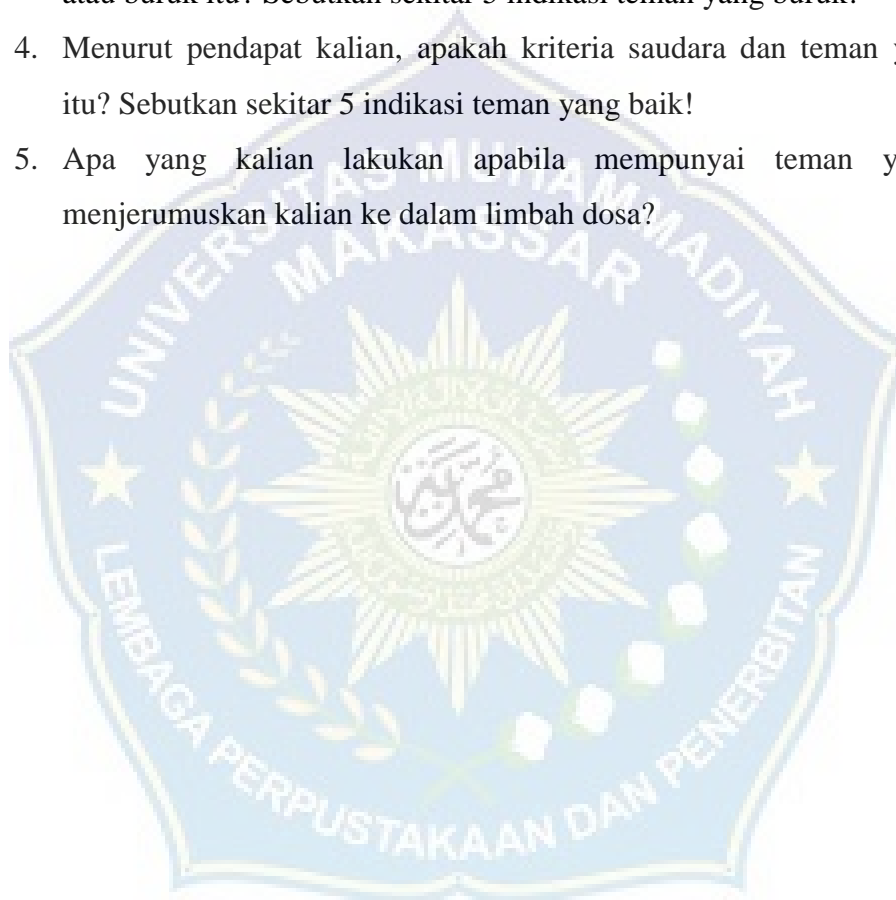 atau buruk itu? Sebutkan sekitar 5 indikasi teman yang buruk?
4. Menurut pendapat kalian, apakah kriteria saudara dan teman
itu? Sebutkan sekitar 5 indikasi teman yang baik!
5. Apa yang kalian lakukan apabila mempunyai teman
menjerumuskan kalian ke dalam limbah dosa?
UNIVERSITAS MUHAMMADIYAH
MAKASSAR
LEMBAGA PERPUSTAKAAN DAN PENERBITAN